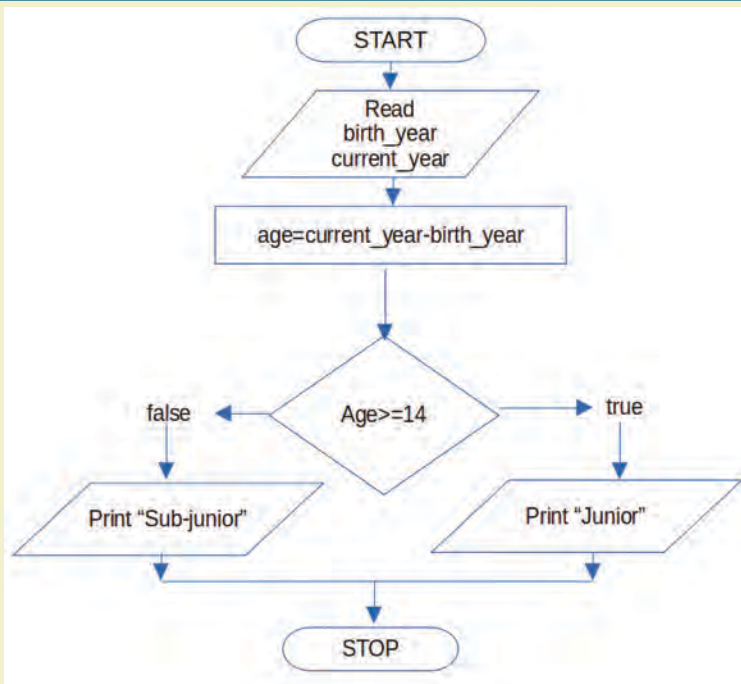 START
Read
birth_year
current_year
age=current_year-birth_year
Age>=14
false
true
Print “Sub-junior”
Print “Junior”
STOP